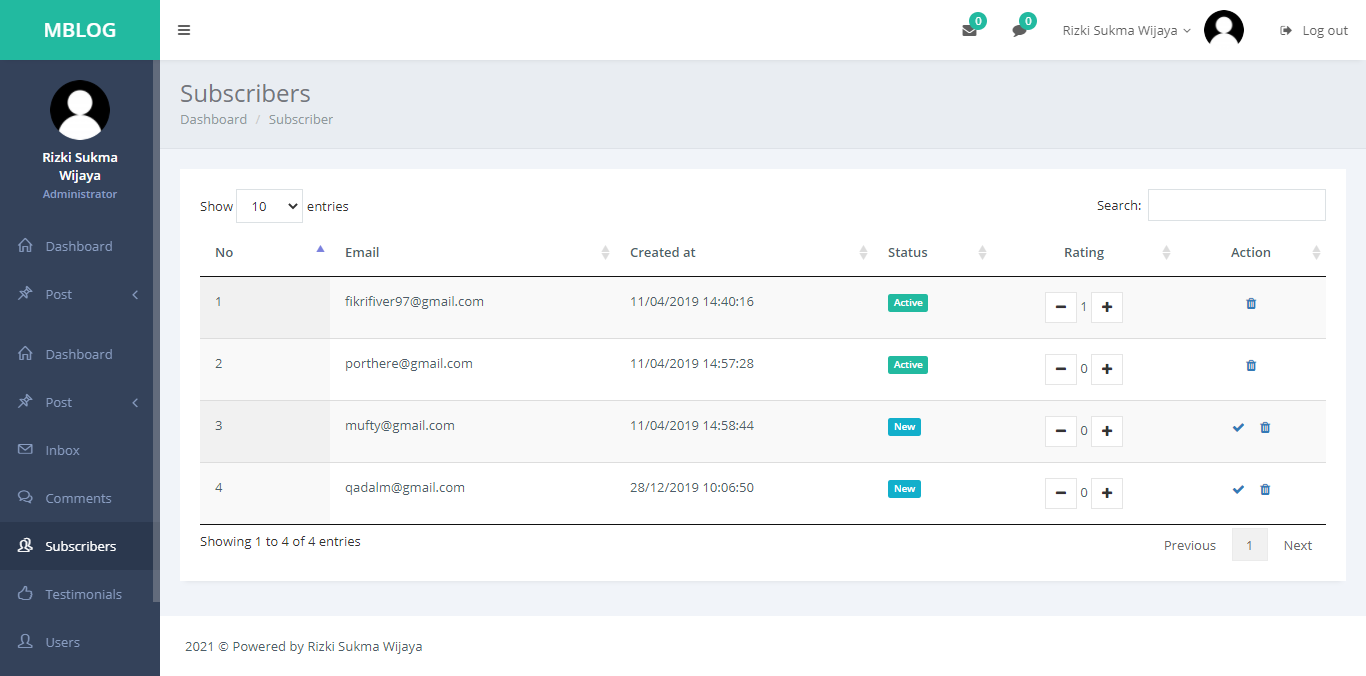 MBLOG
0
0
Rizki Sukma Wijaya
Log out
Rizki Sukma
Wijaya
Administrator
Dashboard
Post
Dashboard
Post
Inbox
Comments
Subscribers
Testimonials
Users
Subscribers
Dashboard / Subscriber
Show 10 entries
Search:
No Email Created at Status Rating Action
1 fikrifiver97@gmail.com 11/04/2019 14:40:16 Active 1
2 porthere@gmail.com 11/04/2019 14:57:28 Active 0
3 mufty@gmail.com 11/04/2019 14:58:44 New 0
4 qadalm@gmail.com 28/12/2019 10:06:50 New 0
Showing 1 to 4 of 4 entries
Previous 1 Next
2021 © Powered by Rizki Sukma Wijaya